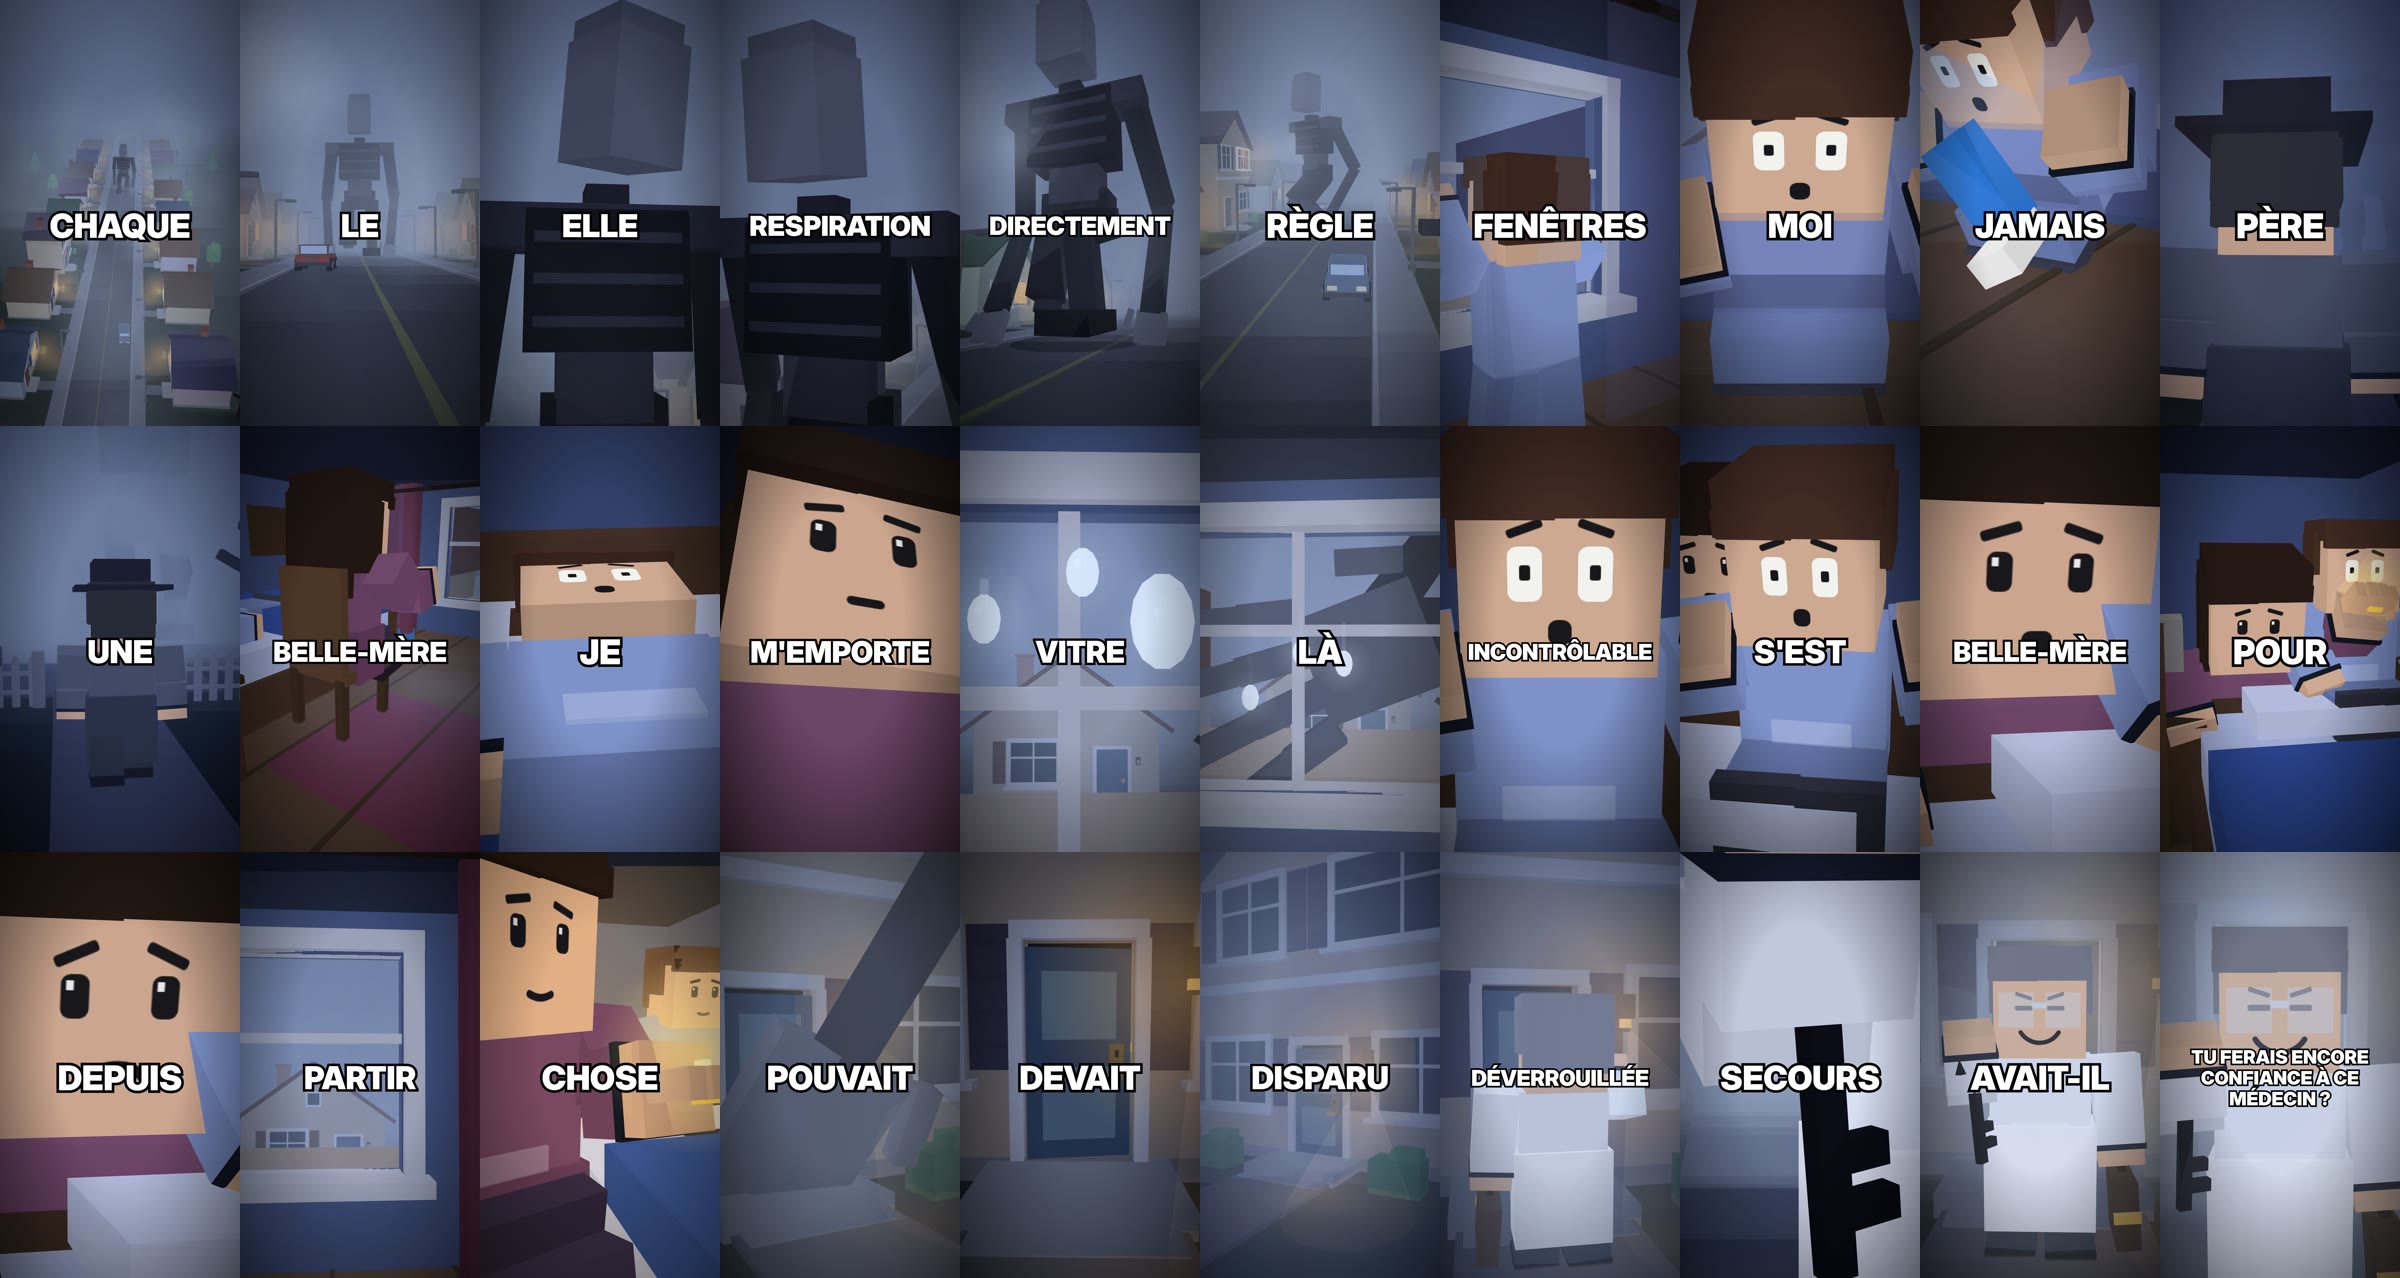 CHAQUE
LE
ELLE
RESPIRATION
DIRECTEMENT
RÈGLE
FENÊTRES
MOI
JAMAIS
PÈRE
UNE
BELLE-MÈRE
JE
M'EMPORTE
VITRE
LÀ
INCONTRÔLABLE
S'EST
BELLE-MÈRE
POUR
DEPUIS
PARTIR
CHOSE
POUVAIT
DEVAIT
DISPARU
DÉVERROUILLÉE
SECOURS
AVAIT-IL
TU FERAIS ENCORE
CONFIANCE À CE
MÉDECIN ?